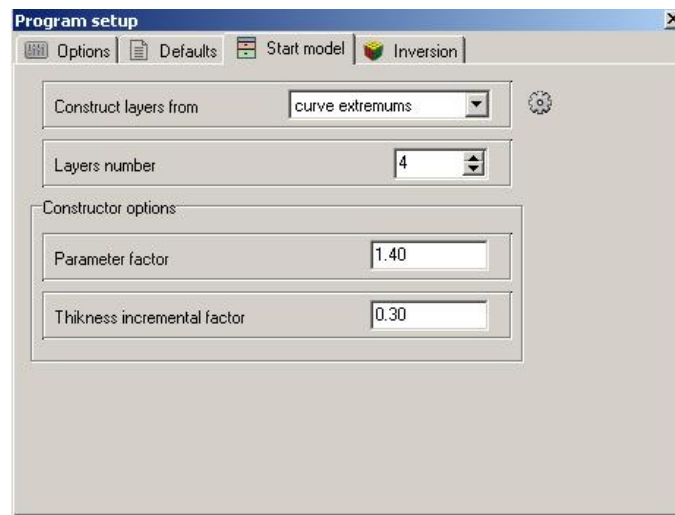 Program setup
Options Defaults Start model Inversion
Construct layers from curve extremums
Layers number 4
Constructor options
Parameter factor 1.40
Thikness incremental factor 0.30